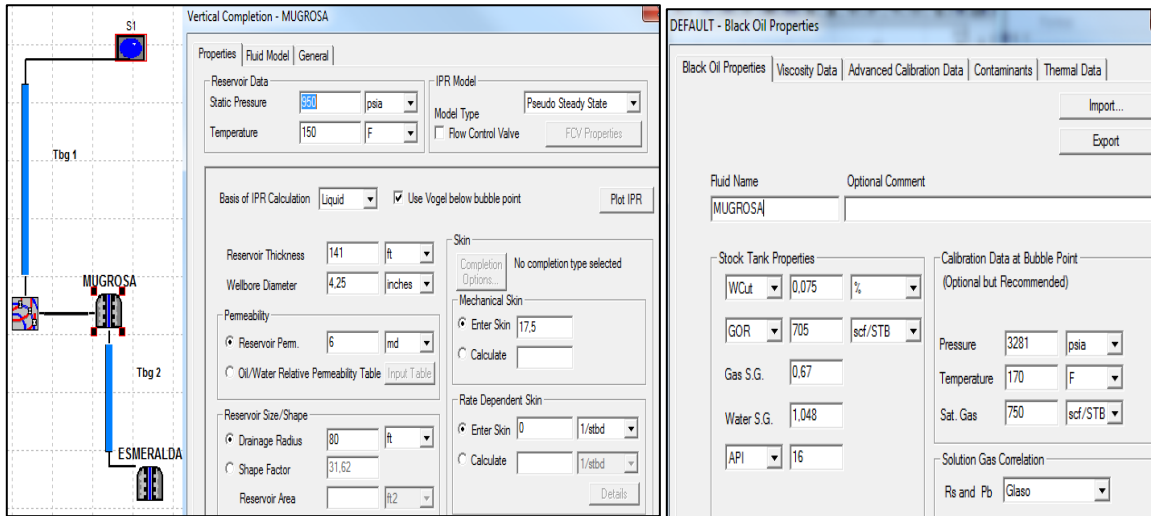 S1
Tbg 1
MUGROSA
Tbg 2
ESMERALDA
Vertical Completion - MUGROSA
Properties Fluid Model General
Reservoir Data
Static Pressure 950 psia
Temperature 150 F
IPR Model
Model Type Pseudo Steady State
Flow Control Valve FCV Properties
Basis of IPR Calculation Liquid Use Vogel below bubble point Plot IPR
Reservoir Thickness 141 ft
Wellbore Diameter 4,25 inches
Permeability
Reservoir Perm. 6 md
Oil/Water Relative Permeability Table Input Table
Reservoir Size/Shape
Drainage Radius 80 ft
Shape Factor 31,62
Reservoir Area ft2
Skin
Completion Options... No completion type selected
Mechanical Skin
Enter Skin 17,5
Calculate
Rate Dependent Skin
Enter Skin 0 1/stbd
Calculate 1/stbd
Details
DEFAULT - Black Oil Properties
Black Oil Properties Viscosity Data Advanced Calibration Data Contaminants Thermal Data
Import...
Export
Fluid Name Optional Comment
MUGROSA
Stock Tank Properties
WCut 0,075 %
GOR 705 scf/STB
Gas S.G. 0,67
Water S.G. 1,048
API 16
Calibration Data at Bubble Point
(Optional but Recommended)
Pressure 3281 psia
Temperature 170 F
Sat. Gas 750 scf/STB
Solution Gas Correlation
Rs and Pb Glaso